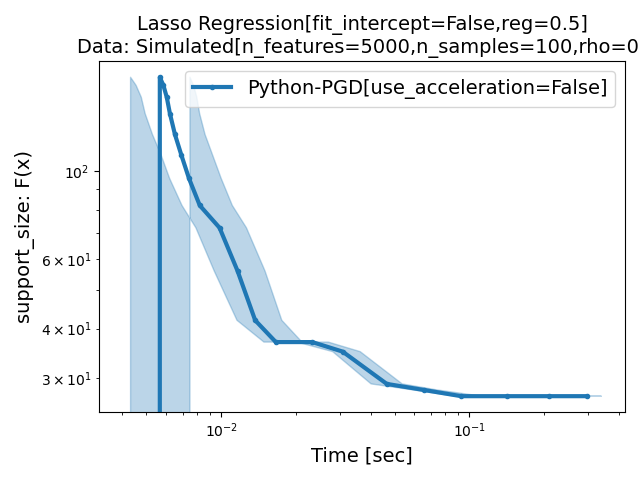 Lasso Regression[fit_intercept=False,reg=0.5]
Data: Simulated[n_features=5000,n_samples=100,rho=0
Python-PGD[use_acceleration=False]
support_size: F(x)
10²
6 × 10¹
4 × 10¹
3 × 10¹
10⁻²
10⁻¹
Time [sec]